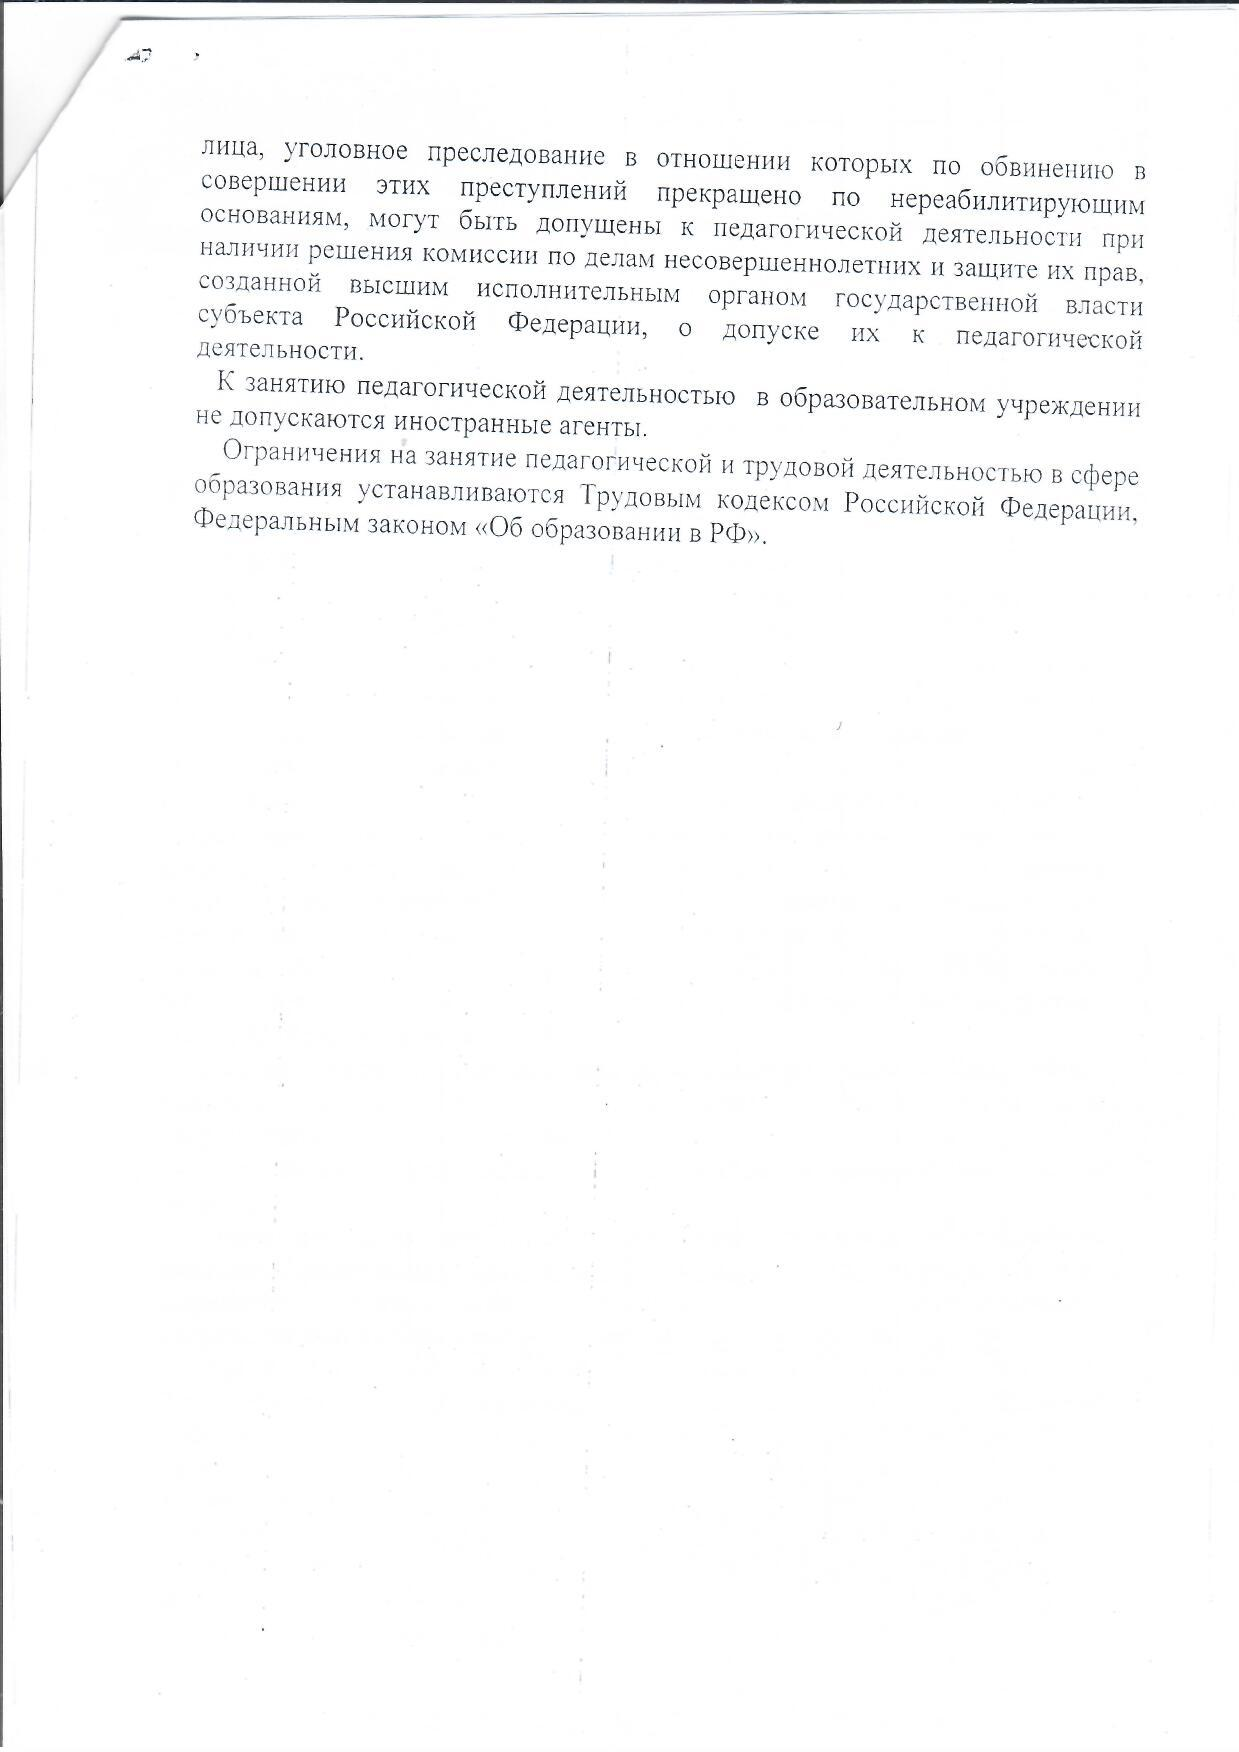 лица, уголовное преследование в отношении которых по обвинению в
совершении этих преступлений прекращено по нереабилитирующим
основаниям, могут быть допущены к педагогической деятельности при
наличии решения комиссии по делам несовершеннолетних и защите их прав,
созданной высшим исполнительным органом государственной власти
субъекта Российской Федерации, о допуске их к педагогической
деятельности.
К занятию педагогической деятельностью в образовательном учреждении
не допускаются иностранные агенты.
Ограничения на занятие педагогической и трудовой деятельностью в сфере
образования устанавливаются Трудовым кодексом Российской Федерации,
Федеральным законом «Об образовании в РФ».